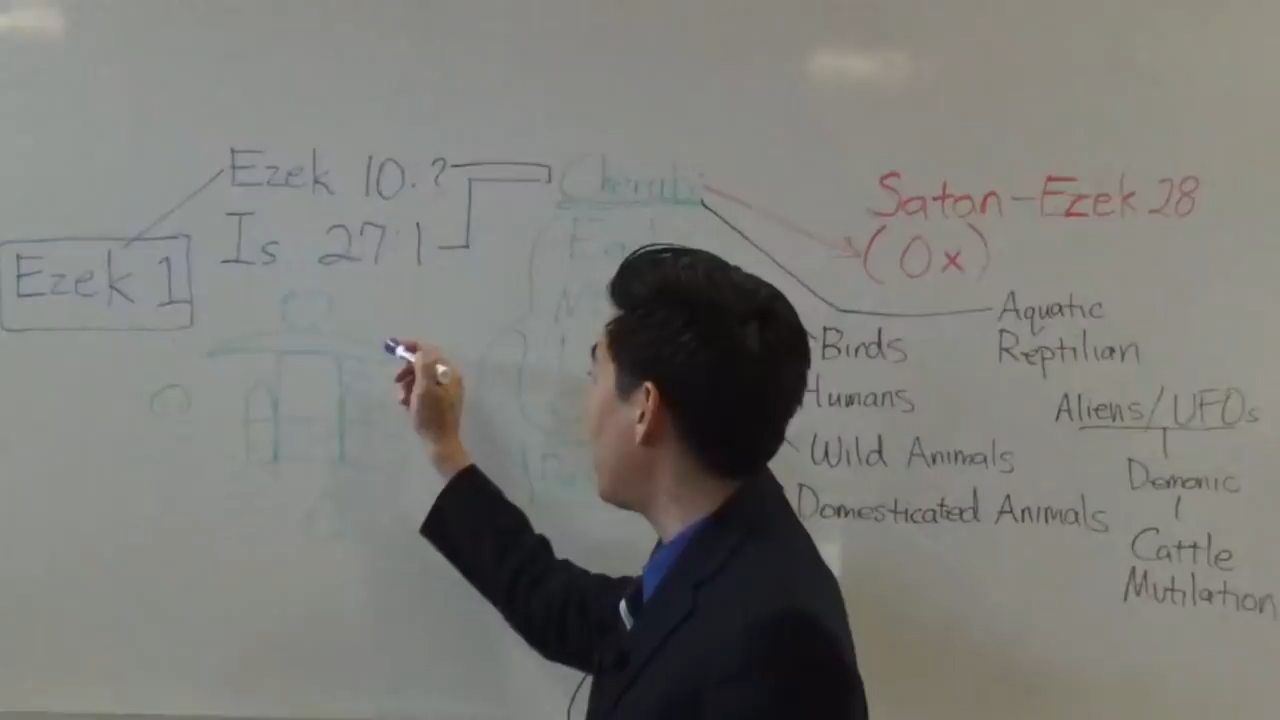 Ezek 10:?
Is 27:1
Ezek 1
Cherub
Satan-Ezek 28
(Ox)
Aquatic
Reptilian
Birds
Humans
Wild Animals
Domesticated Animals
Aliens/UFOs
Demonic
Cattle
Mutilation